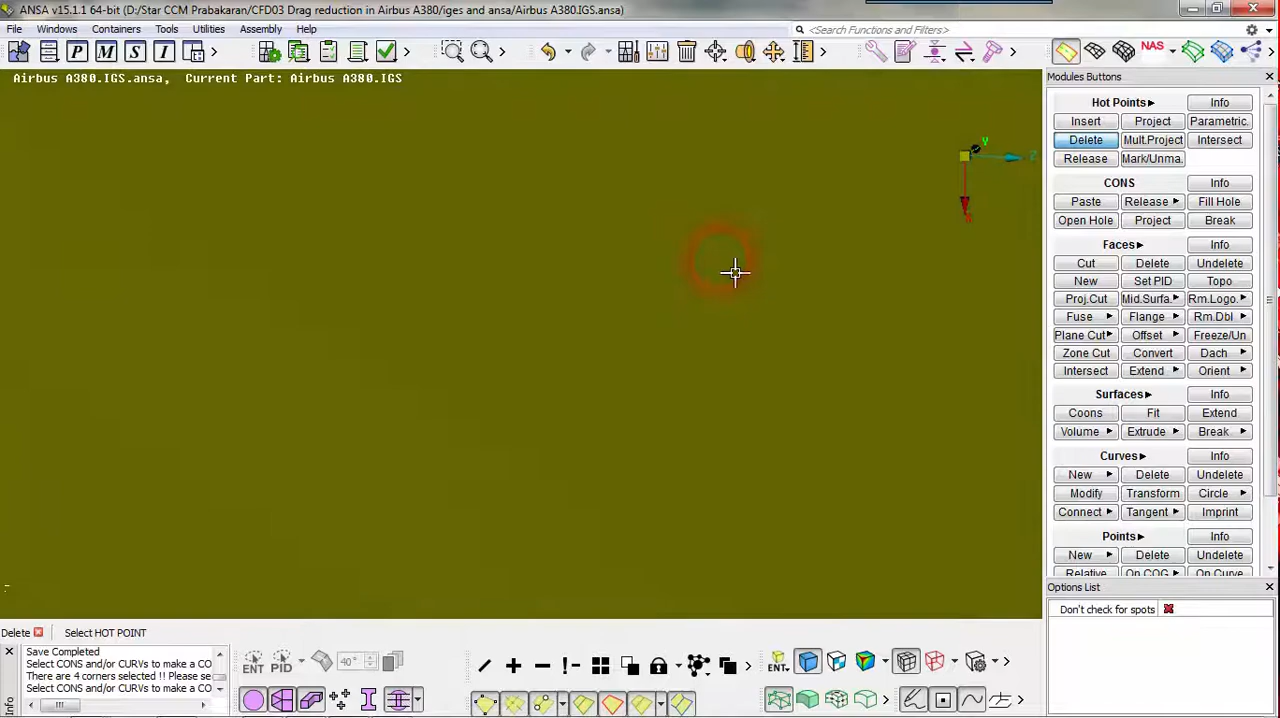 ANSA v15.1.1 64-bit (D:/Star CCM Prabakaran/CFD03 Drag reduction in Airbus A380/iges and ansa/Airbus A380.IGS.ansa)
File Windows Containers Tools Utilities Assembly Help <Search Functions and Filters>
P M S I NAS
Airbus A380.IGS.ansa, Current Part: Airbus A380.IGS
Modules Buttons
Hot Points Info
Insert Project Parametric.
Delete Mult.Project Intersect
Release Mark/Unma.
CONS Info
Paste Release Fill Hole
Open Hole Project Break
Faces Info
Cut Delete Undelete
New Set PID Topo
Proj.Cut Mid.Surfa. Rm.Logo.
Fuse Flange Rm.Dbl
Plane Cut Offset Freeze/Un
Zone Cut Convert Dach
Intersect Extend Orient
Surfaces Info
Coons Fit Extend
Volume Extrude Break
Curves Info
New Delete Undelete
Modify Transform Circle
Connect Tangent Imprint
Points Info
New Delete Undelete
Relative On COG On Curve
Options List
Don't check for spots
Y
Z
Delete Select HOT POINT
Info
Save Completed
Select CONS and/or CURVs to make a CO
There are 4 corners selected !! Please se
Select CONS and/or CURVs to make a CO
ENT PID 40°
ENT